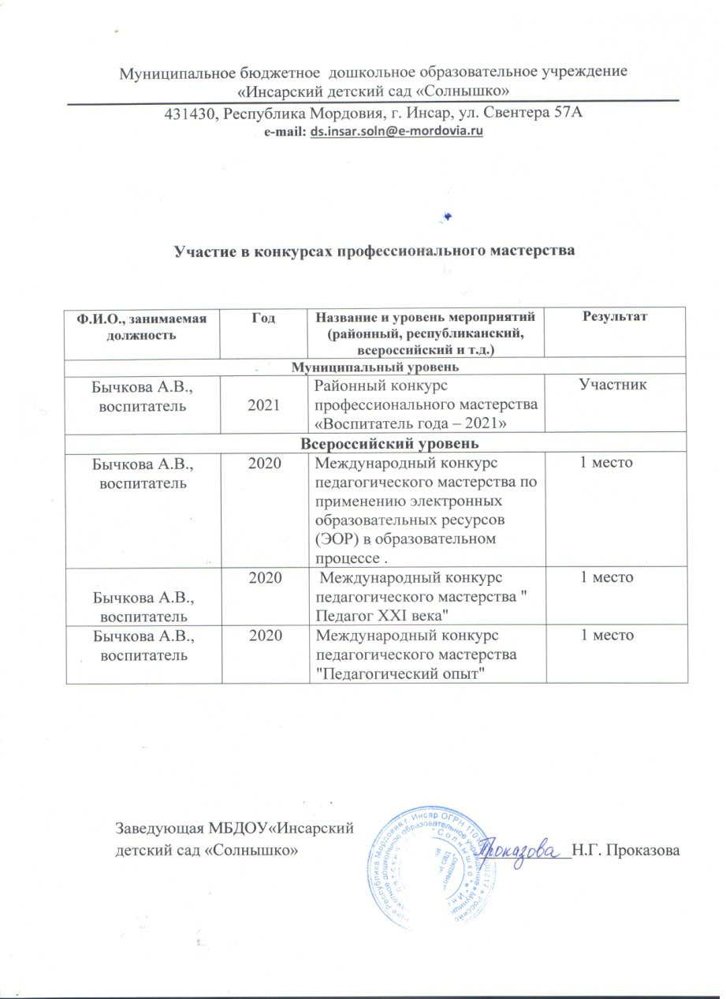 Муниципальное бюджетное дошкольное образовательное учреждение
«Инсарский детский сад «Солнышко»
431430, Республика Мордовия, г. Инсар, ул. Свентера 57А
e-mail: ds.insar.soln@e-mordovia.ru
Участие в конкурсах профессионального мастерства
Ф.И.О., занимаемая
должность
Год
Название и уровень мероприятий
(районный, республиканский,
всероссийский и т.д.)
Результат
Муниципальный уровень
Бычкова А.В.,
воспитатель
2021
Районный конкурс
профессионального мастерства
«Воспитатель года – 2021»
Участник
Всероссийский уровень
Бычкова А.В.,
воспитатель
2020
Международный конкурс
педагогического мастерства по
применению электронных
образовательных ресурсов
(ЭОР) в образовательном
процессе .
1 место
Бычкова А.В.,
воспитатель
2020
Международный конкурс
педагогического мастерства "
Педагог XXI века"
1 место
Бычкова А.В.,
воспитатель
2020
Международный конкурс
педагогического мастерства
"Педагогический опыт"
1 место
Заведующая МБДОУ«Инсарский
детский сад «Солнышко»
Проказова
Н.Г. Проказова
Республика Мордовия г. Инсар ОГРН
дошкольное образовательное учреждение
"Солнышко"